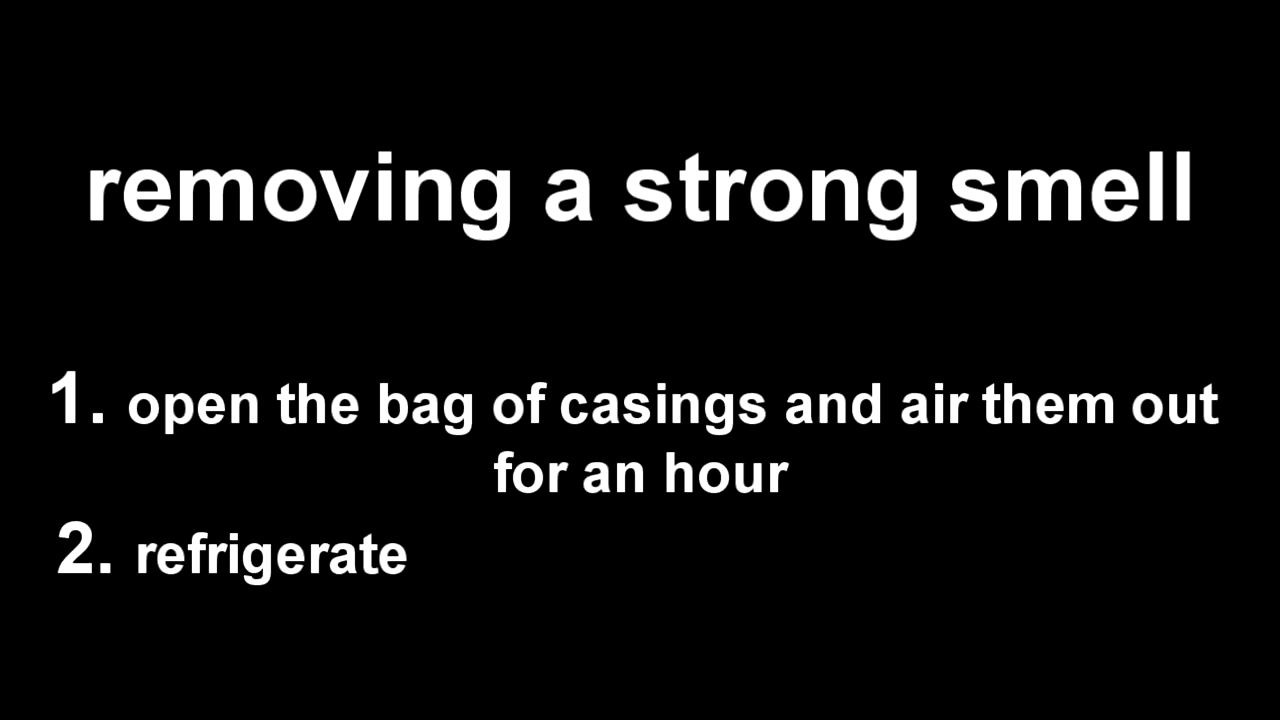 removing a strong smell
1. open the bag of casings and air them out
for an hour
2. refrigerate